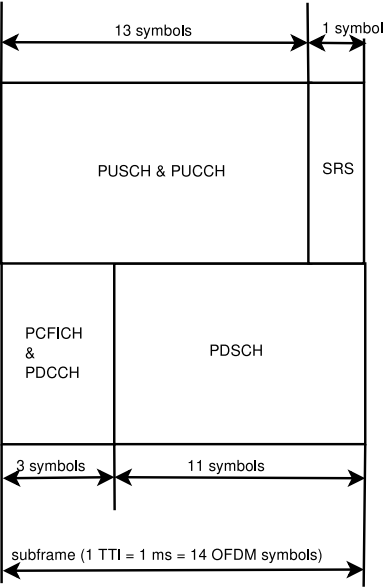 13 symbols
1 symbol
PUSCH & PUCCH
SRS
PCFICH
&
PDCCH
PDSCH
3 symbols
11 symbols
subframe (1 TTI = 1 ms = 14 OFDM symbols)